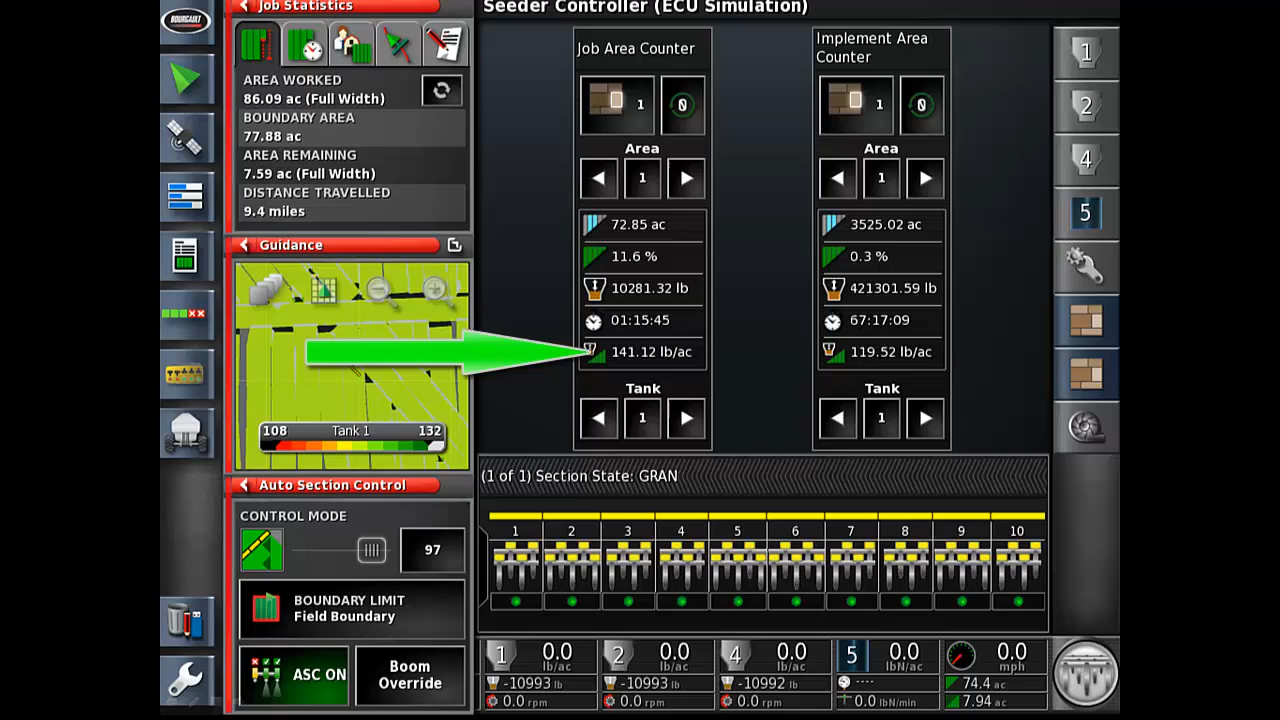 BOURGAULT
Job Statistics
AREA WORKED
86.09 ac (Full Width)
BOUNDARY AREA
77.88 ac
AREA REMAINING
7.59 ac (Full Width)
DISTANCE TRAVELLED
9.4 miles
Guidance
108 Tank 1 132
Auto Section Control
CONTROL MODE
97
BOUNDARY LIMIT
Field Boundary
ASC ON
Boom
Override
Seeder Controller (ECU Simulation)
Job Area Counter
1 0
Area
1
72.85 ac
11.6 %
10281.32 lb
01:15:45
141.12 lb/ac
Tank
1
Implement Area
Counter
1 0
Area
1
3525.02 ac
0.3 %
421301.59 lb
67:17:09
119.52 lb/ac
Tank
1
(1 of 1) Section State: GRAN
1 2 3 4 5 6 7 8 9 10
1 0.0 lb/ac
-10993 lb
0.0 rpm
2 0.0 lb/ac
-10993 lb
0.0 rpm
4 0.0 lb/ac
-10992 lb
0.0 rpm
5 0.0 lbN/ac
----
0.0 lbN/min
0.0 mph
74.4 ac
7.94 ac
1
2
4
5